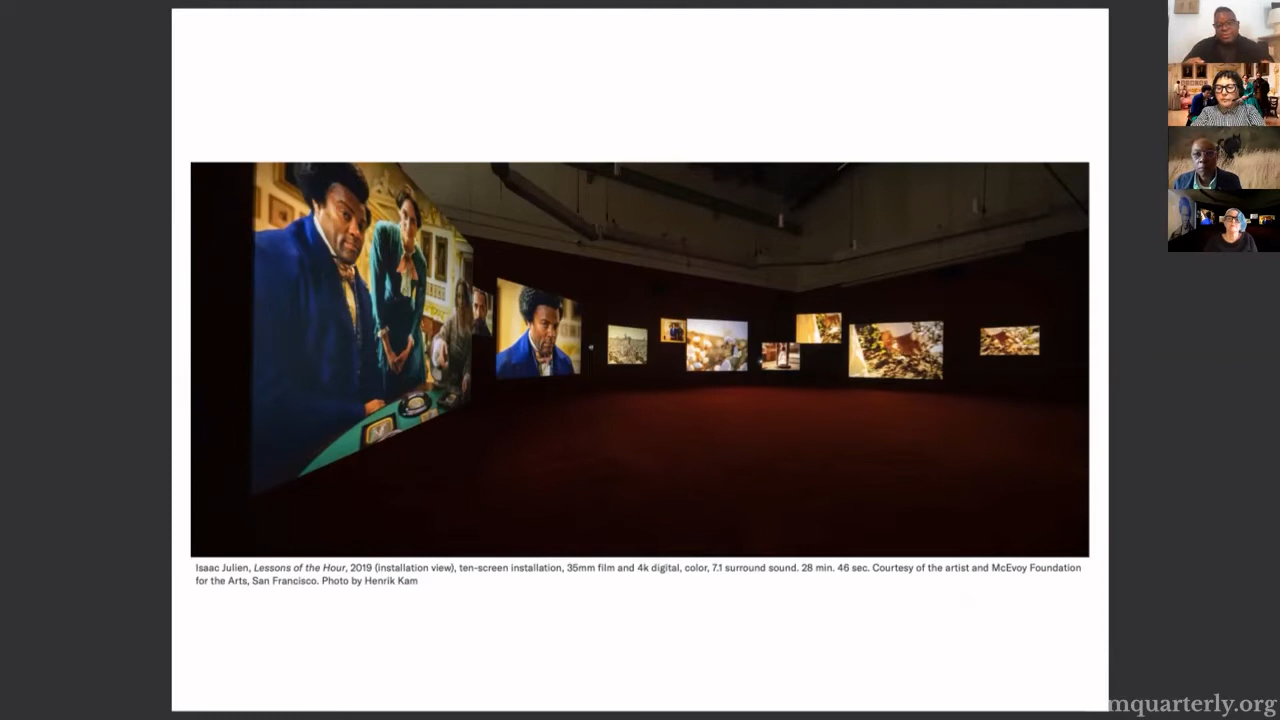 Isaac Julien, Lessons of the Hour, 2019 (installation view), ten-screen installation, 35mm film and 4k digital, color, 7.1 surround sound. 28 min. 46 sec. Courtesy of the artist and McEvoy Foundation
for the Arts, San Francisco. Photo by Henrik Kam
mquarterly.org